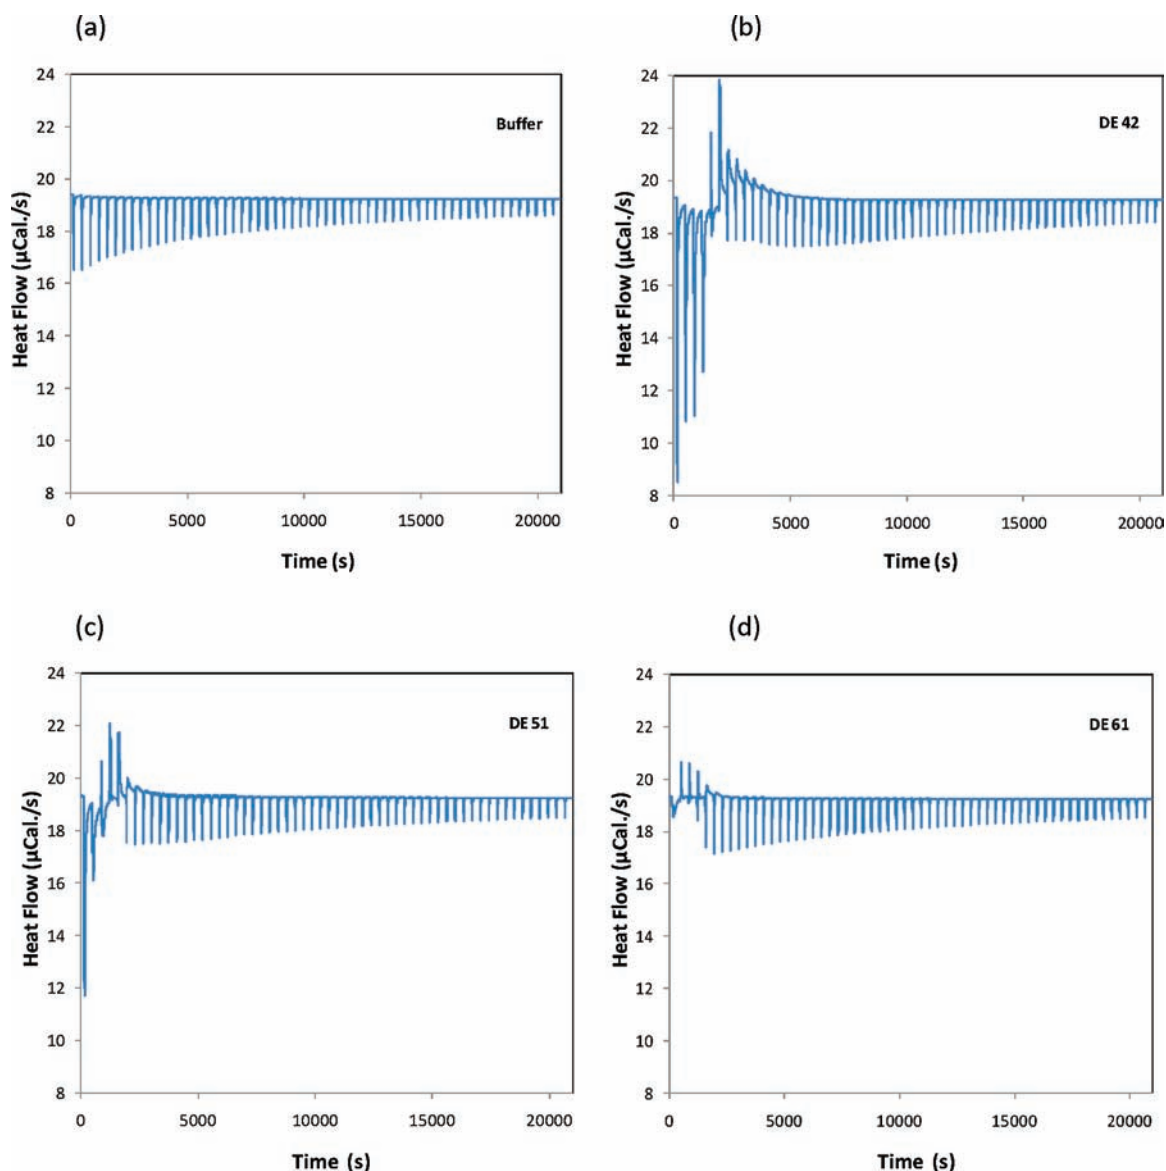 (a)
Buffer
24
22
20
18
16
14
12
10
8
Heat Flow (µCal./s)
0 5000 10000 15000 20000
Time (s)
(b)
DE 42
24
22
20
18
16
14
12
10
8
Heat Flow (µCal./s)
0 5000 10000 15000 20000
Time (s)
(c)
DE 51
24
22
20
18
16
14
12
10
8
Heat Flow (µCal./s)
0 5000 10000 15000 20000
Time (s)
(d)
DE 61
24
22
20
18
16
14
12
10
8
Heat Flow (µCal./s)
0 5000 10000 15000 20000
Time (s)